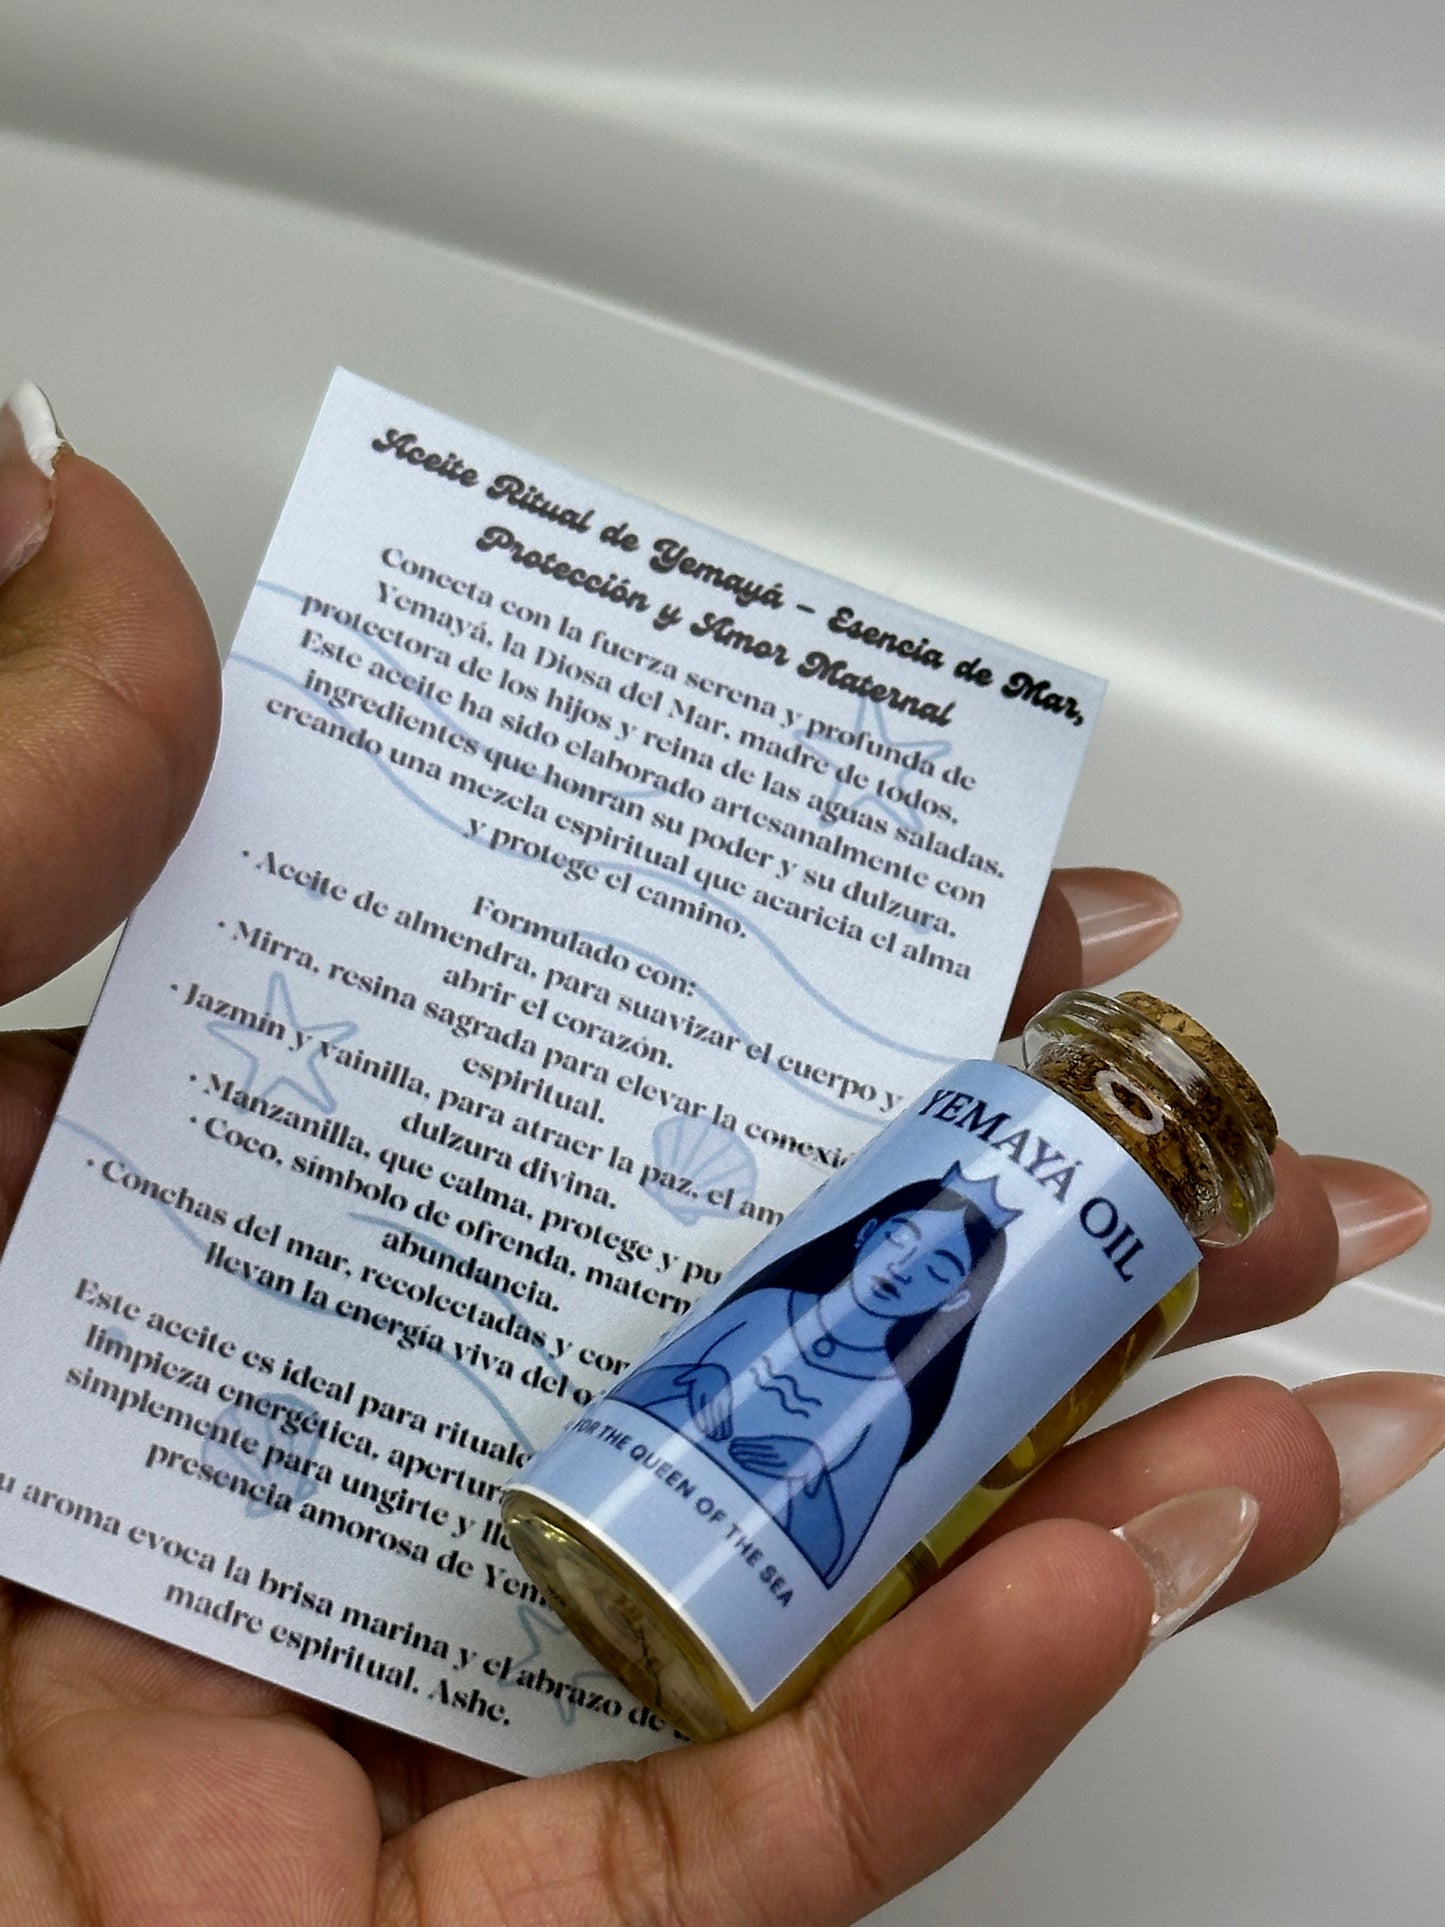 Aceite Ritual de Yemayá – Esencia de Mar,
Protección y Amor Maternal
Conecta con la fuerza serena y profunda de
Yemayá, la Diosa del Mar, madre de todos,
protectora de los hijos y reina de las aguas saladas.
Este aceite ha sido elaborado artesanalmente con
ingredientes que honran su poder y su dulzura,
creando una mezcla espiritual que acaricia el alma
y protege el camino.
Formulado con:
• Aceite de almendra, para suavizar el cuerpo y
abrir el corazón.
• Mirra, resina sagrada para elevar la
espiritual.
• Jazmín y vainilla, para atraer la paz, el
dulzura divina.
• Manzanilla, que calma, protege y
• Coco, símbolo de ofrenda,
abundancia.
• Conchas del mar, recolectadas y
llevan la energía viva del
Este aceite es ideal para
limpieza energética,
simplemente para ungirte y
presencia amorosa de
aroma evoca la brisa marina y el abrazo de
madre espiritual. Ashe.
YEMAYÁ OIL
FOR THE QUEEN OF THE SEA